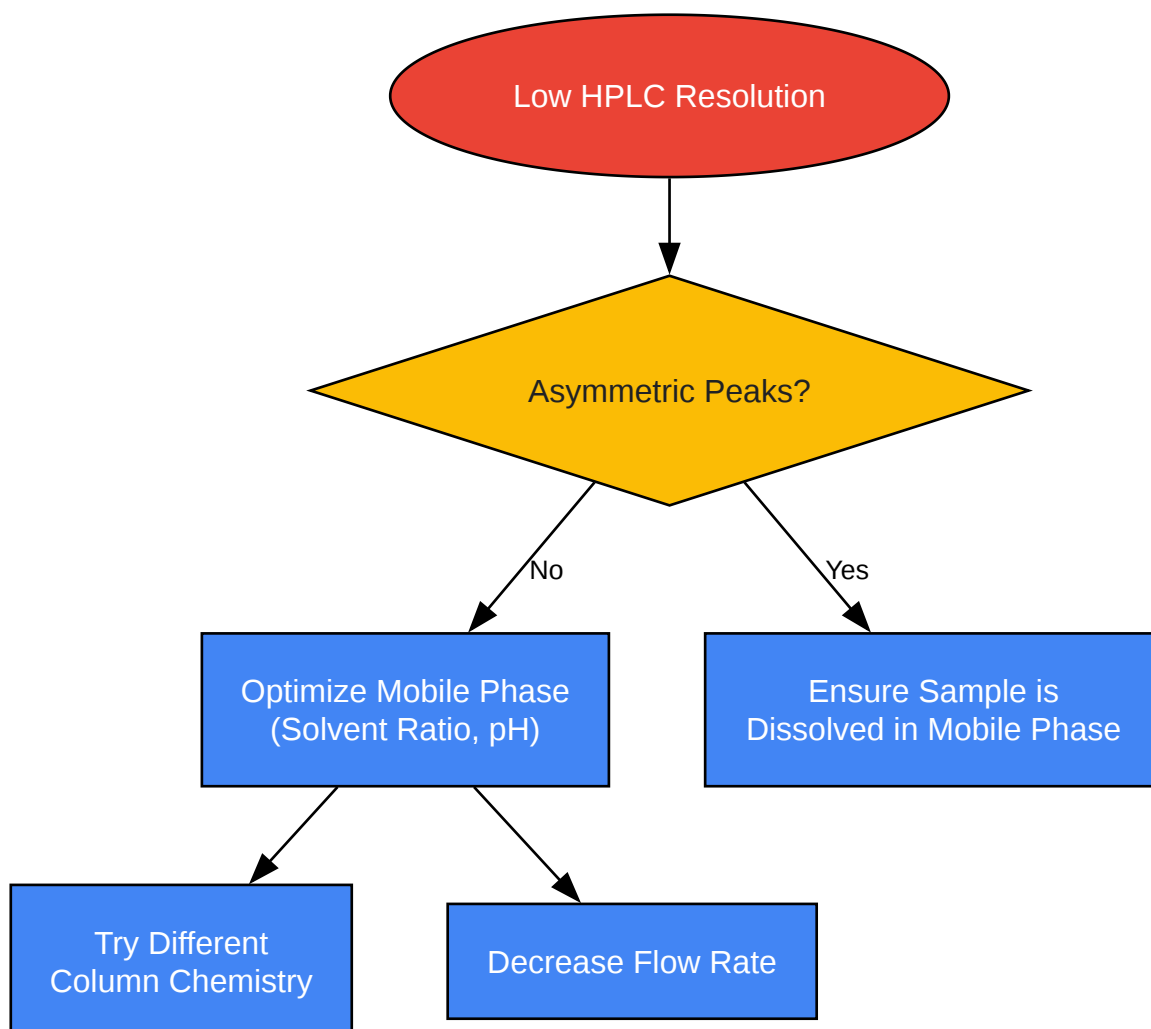 Low HPLC Resolution
Asymmetric Peaks?
No
Yes
Optimize Mobile Phase
(Solvent Ratio, pH)
Ensure Sample is
Dissolved in Mobile Phase
Try Different
Column Chemistry
Decrease Flow Rate